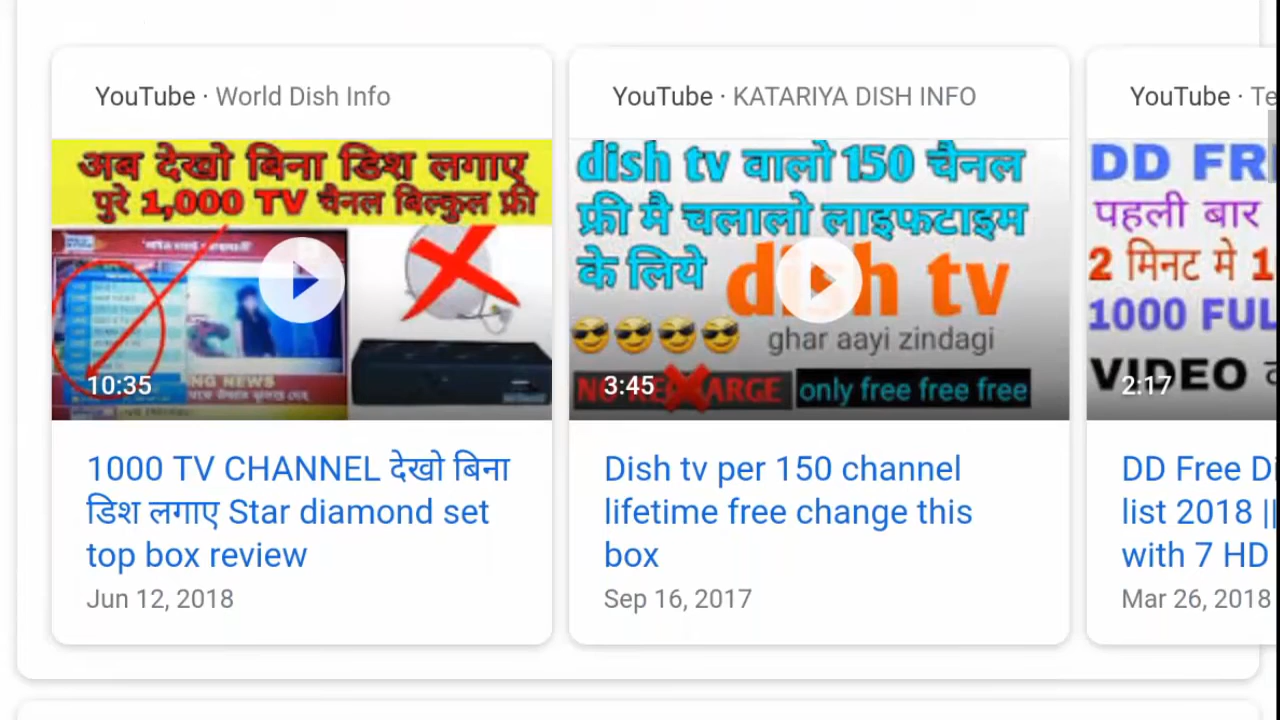 YouTube · World Dish Info
अब देखो बिना डिश लगाए
पुरे 1,000 TV चैनल बिल्कुल फ्री
NG NEWS
10:35
1000 TV CHANNEL देखो बिना
डिश लगाए Star diamond set
top box review
Jun 12, 2018
YouTube · KATARIYA DISH INFO
dish tv वालो 150 चैनल
फ्री मै चलालो लाइफटाइम
के लिये dish tv
ghar aayi zindagi
3:45
NO RE ARGE only free free free
Dish tv per 150 channel
lifetime free change this
box
Sep 16, 2017
YouTube · Te
DD FR
पहली बार
2 मिनट मे 1
1000 FUL
VIDEO
2:17
DD Free D
list 2018 ||
with 7 HD
Mar 26, 2018